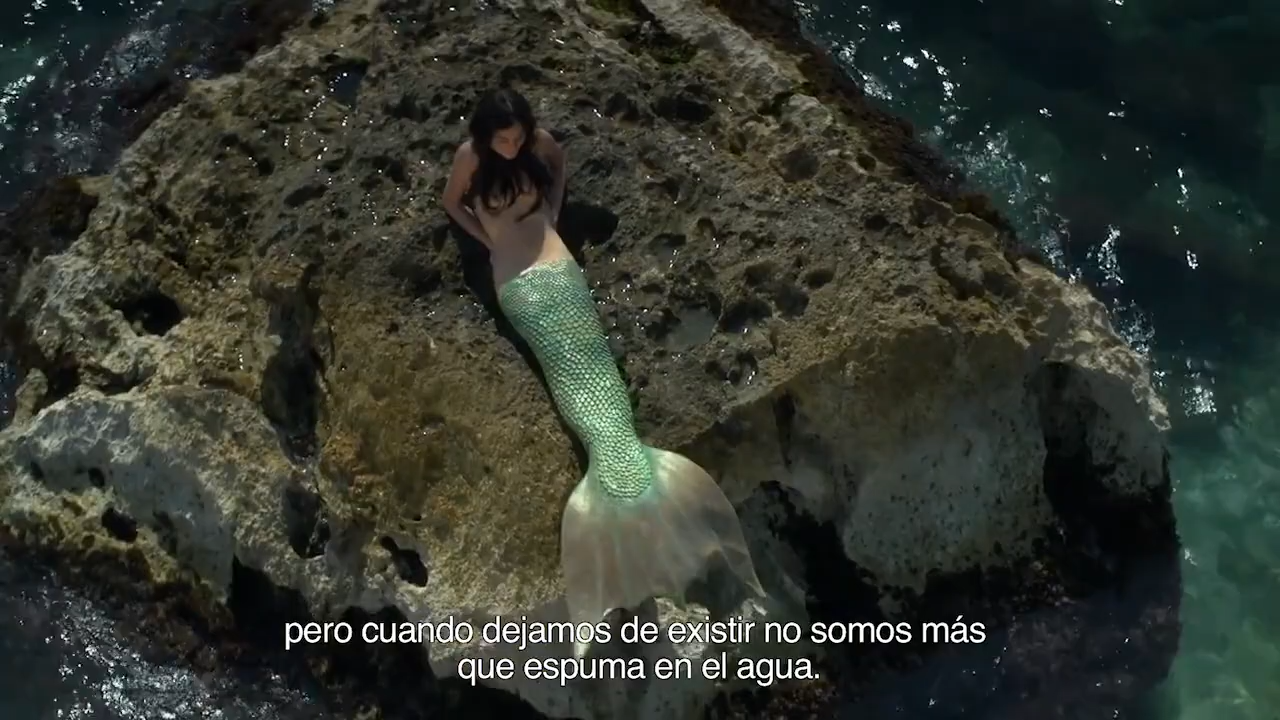 pero cuando dejamos de existir no somos más
que espuma en el agua.